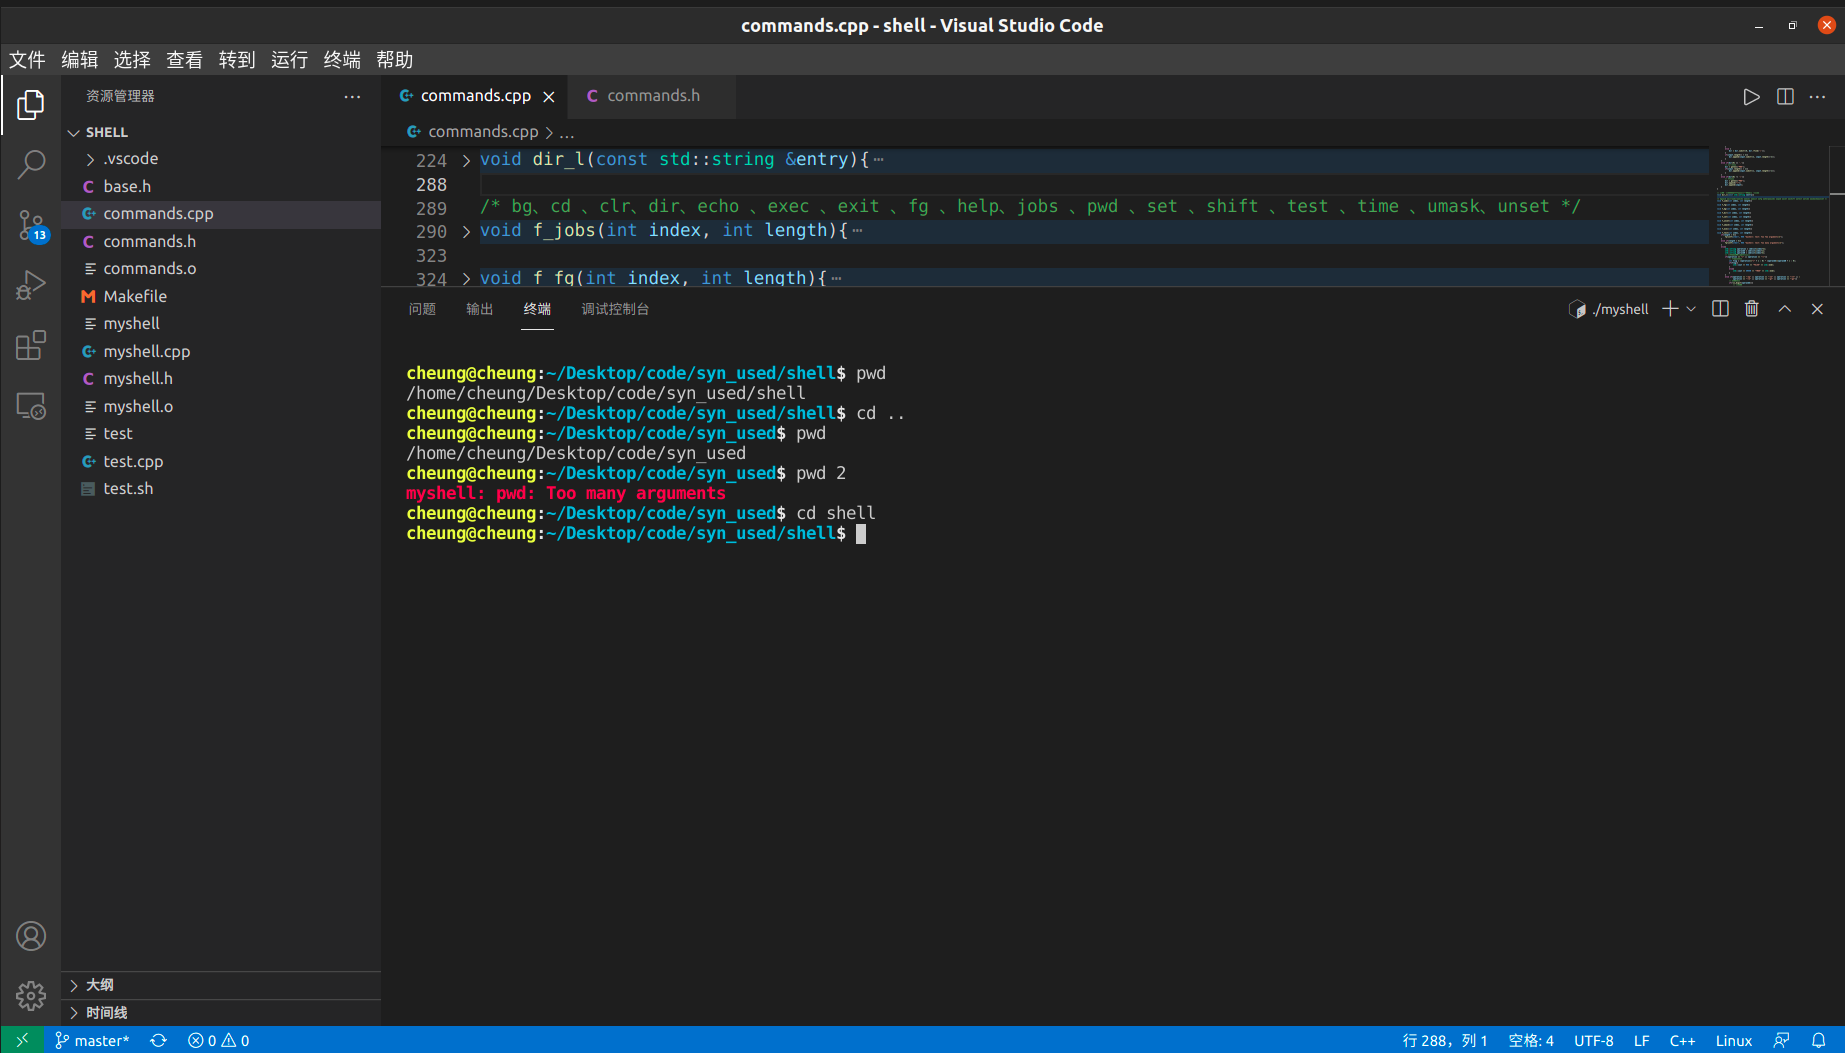 commands.cpp - shell - Visual Studio Code
文件 编辑 选择 查看 转到 运行 终端 帮助
资源管理器
SHELL
.vscode
base.h
commands.cpp
commands.h
commands.o
Makefile
myshell
myshell.cpp
myshell.h
myshell.o
test
test.cpp
test.sh
大纲
时间线
13
commands.cpp
commands.h
commands.cpp > ...
224 void dir_l(const std::string &entry){
288
289 /* bg、cd 、clr、dir、echo 、exec 、exit 、fg 、help、jobs 、pwd 、set 、shift 、test 、time 、umask、unset */
290 void f_jobs(int index, int length){
323
324 void f_fg(int index, int length){
问题 输出 终端 调试控制台
./myshell
cheung@cheung:~/Desktop/code/syn_used/shell$ pwd
/home/cheung/Desktop/code/syn_used/shell
cheung@cheung:~/Desktop/code/syn_used/shell$ cd ..
cheung@cheung:~/Desktop/code/syn_used$ pwd
/home/cheung/Desktop/code/syn_used
cheung@cheung:~/Desktop/code/syn_used$ pwd 2
myshell: pwd: Too many arguments
cheung@cheung:~/Desktop/code/syn_used$ cd shell
cheung@cheung:~/Desktop/code/syn_used/shell$
master* 0 0
行 288，列 1 空格: 4 UTF-8 LF C++ Linux